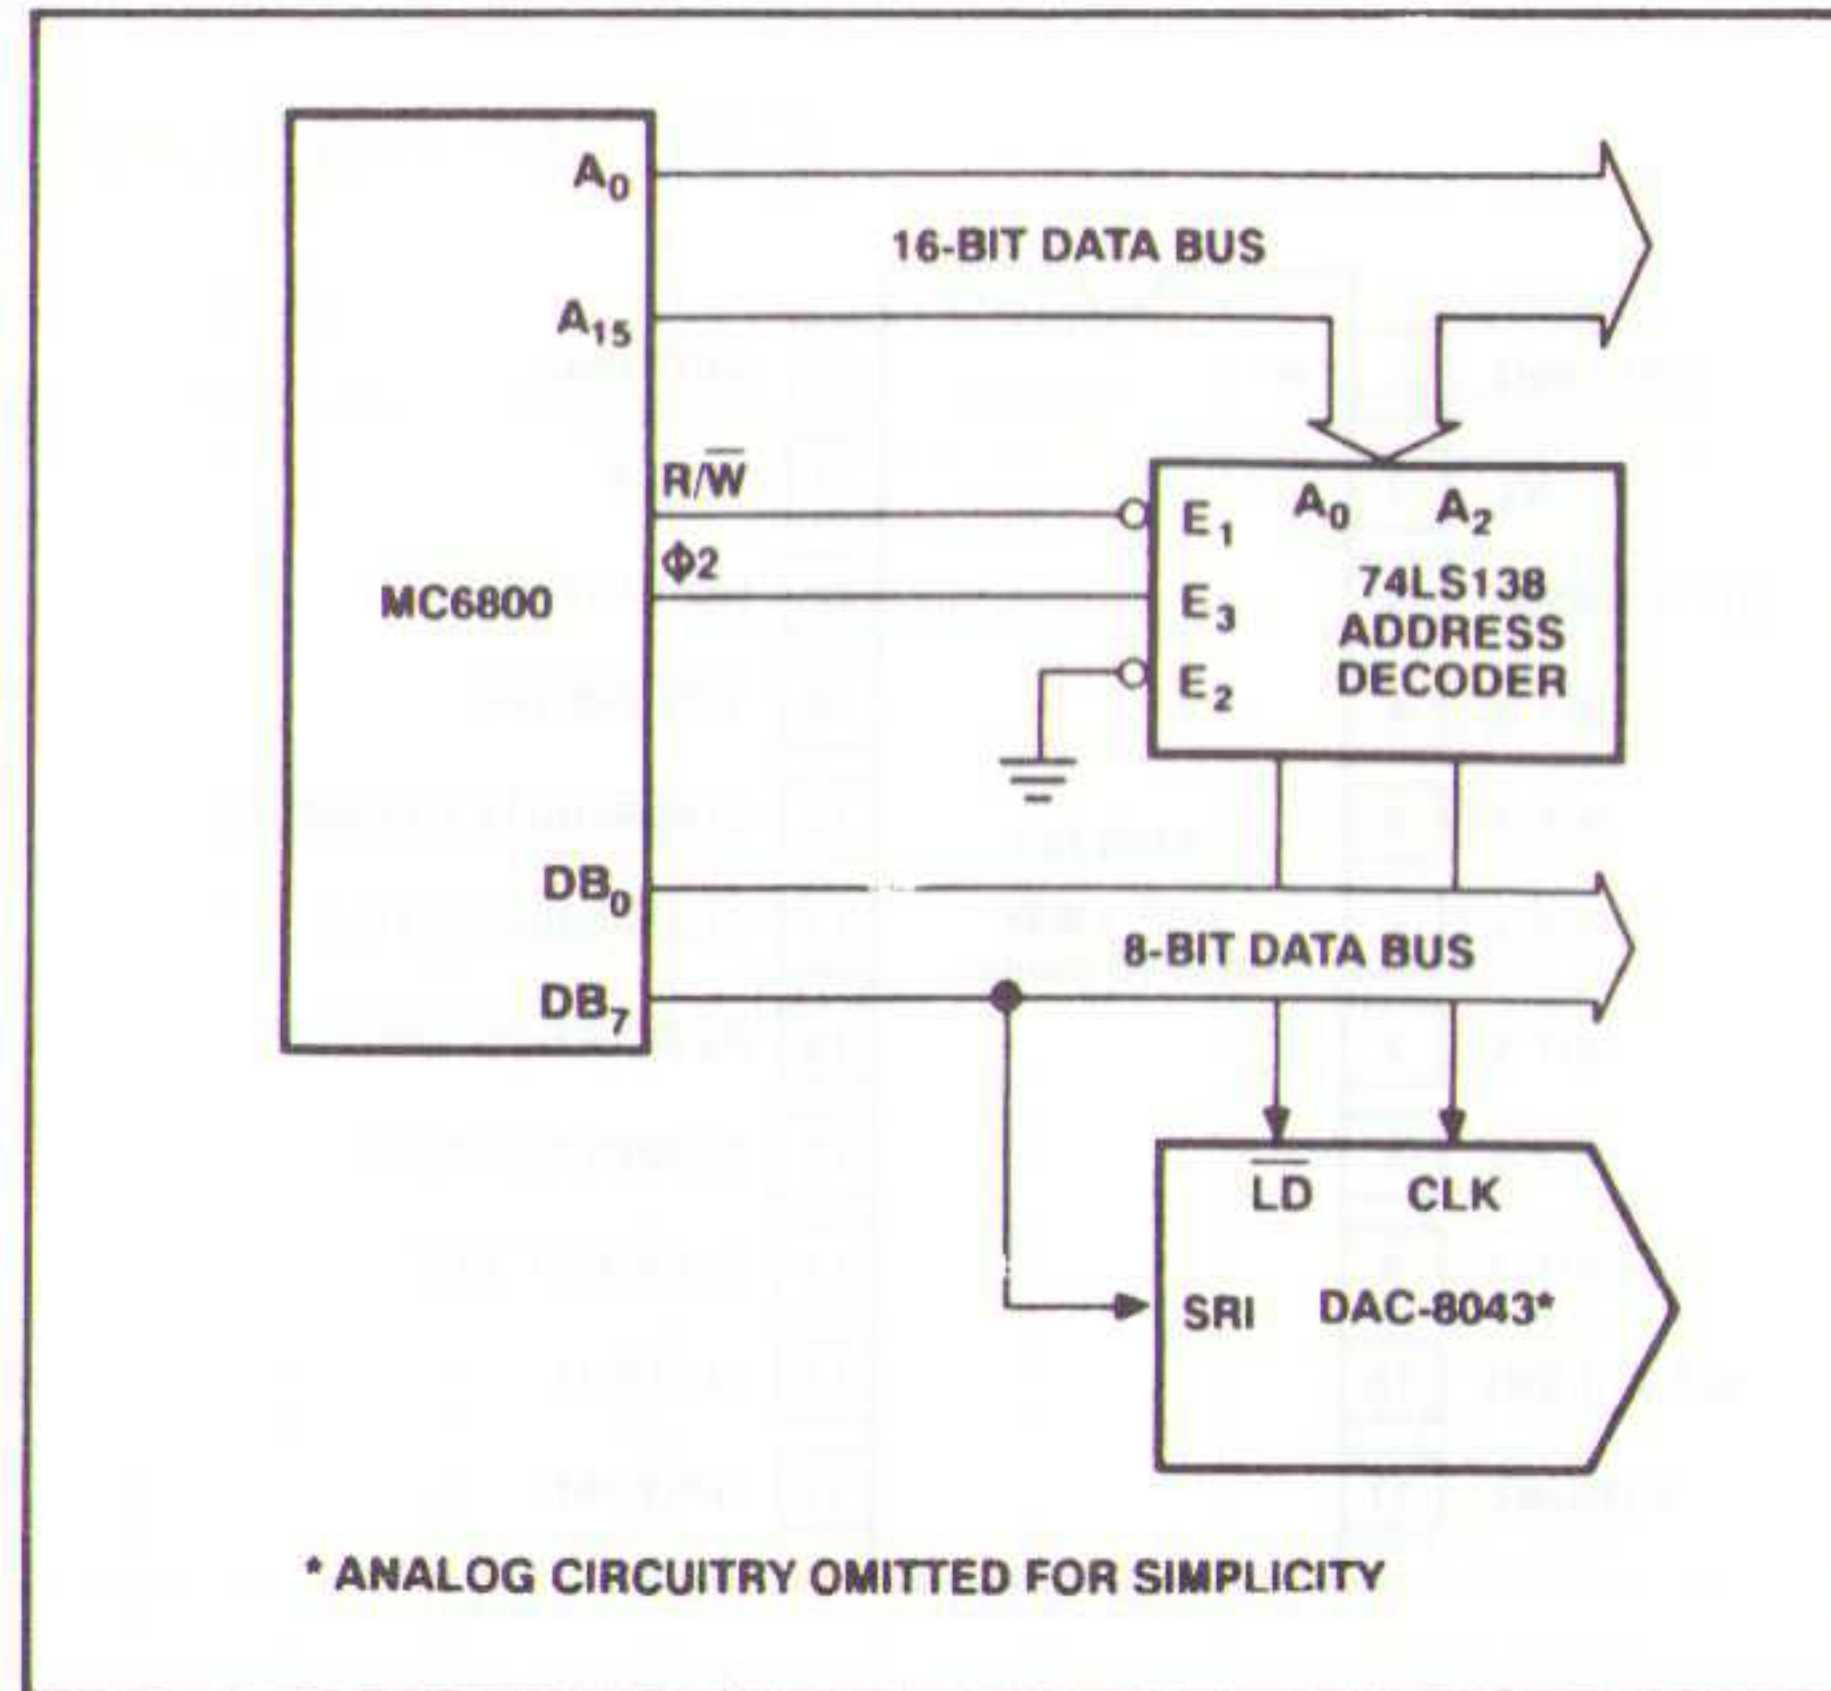 A0
16-BIT DATA BUS
A15
R/W̅
Φ2
MC6800
E1
A0
A2
E3
74LS138
ADDRESS
DECODER
E2
DB0
8-BIT DATA BUS
DB7
L̅D̅
CLK
SRI
DAC-8043*
* ANALOG CIRCUITRY OMITTED FOR SIMPLICITY